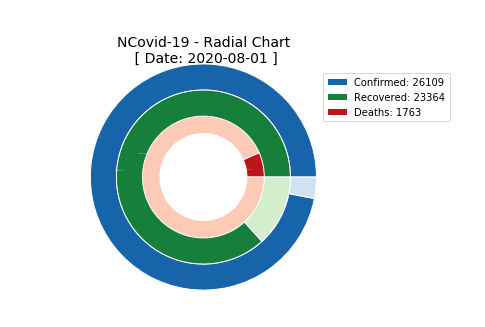 NCovid-19 - Radial Chart
[ Date: 2020-08-01 ]
Confirmed: 26109
Recovered: 23364
Deaths: 1763